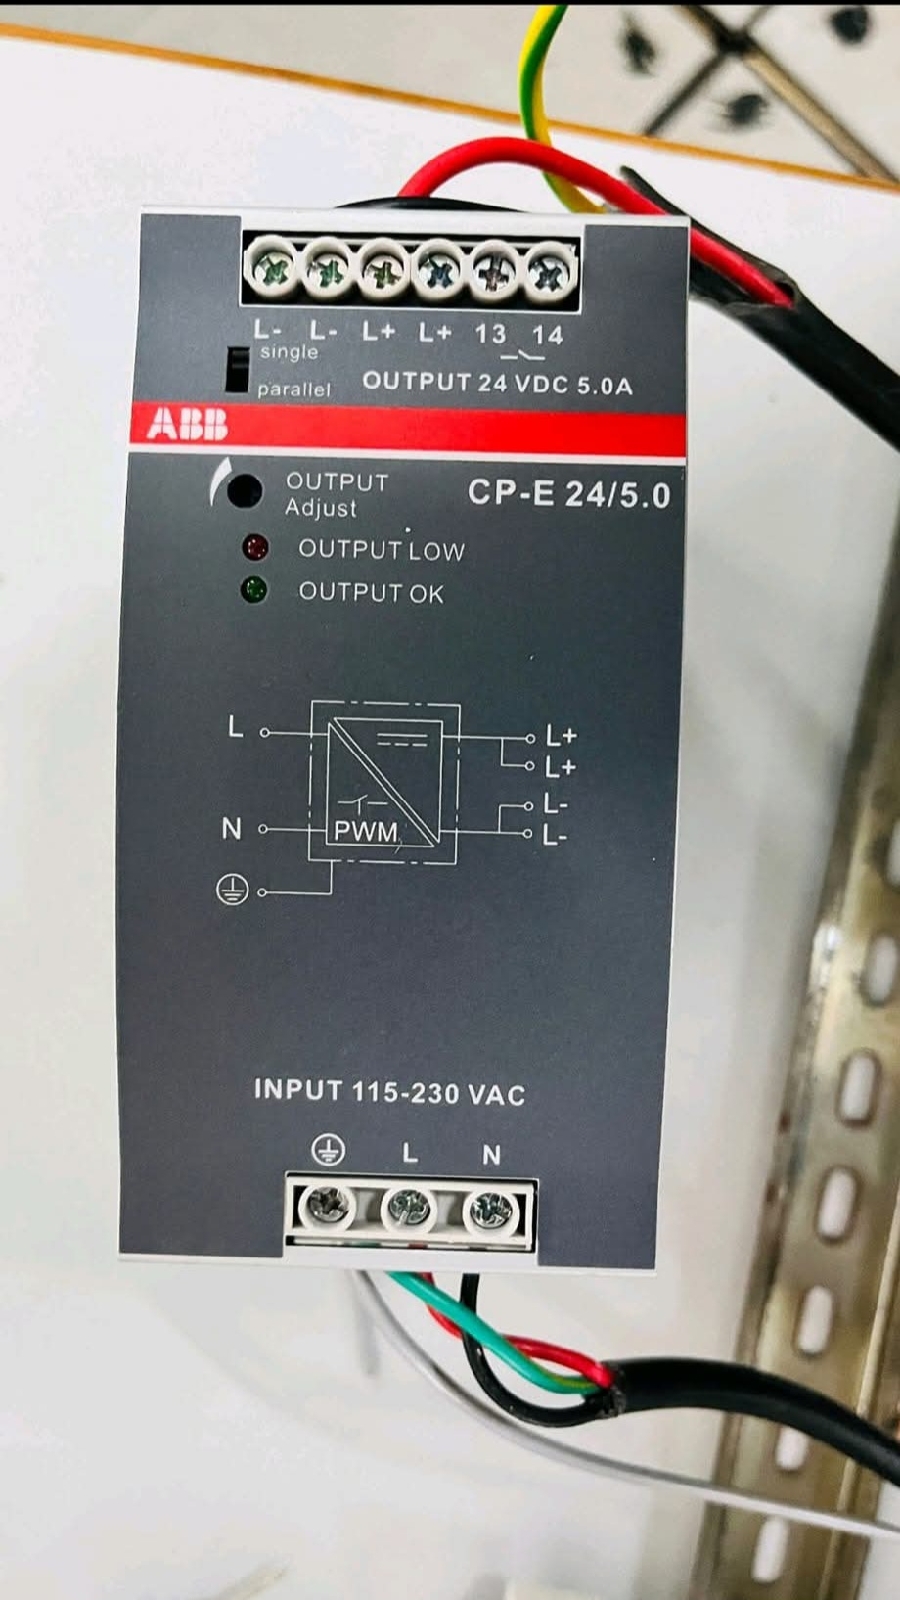 L- L- L+ L+ 13 14
single
parallel
OUTPUT 24 VDC 5.0A
ABB
OUTPUT
Adjust
CP-E 24/5.0
OUTPUT LOW
OUTPUT OK
L
L+
L+
L-
N
PWM
L-
INPUT 115-230 VAC
L N